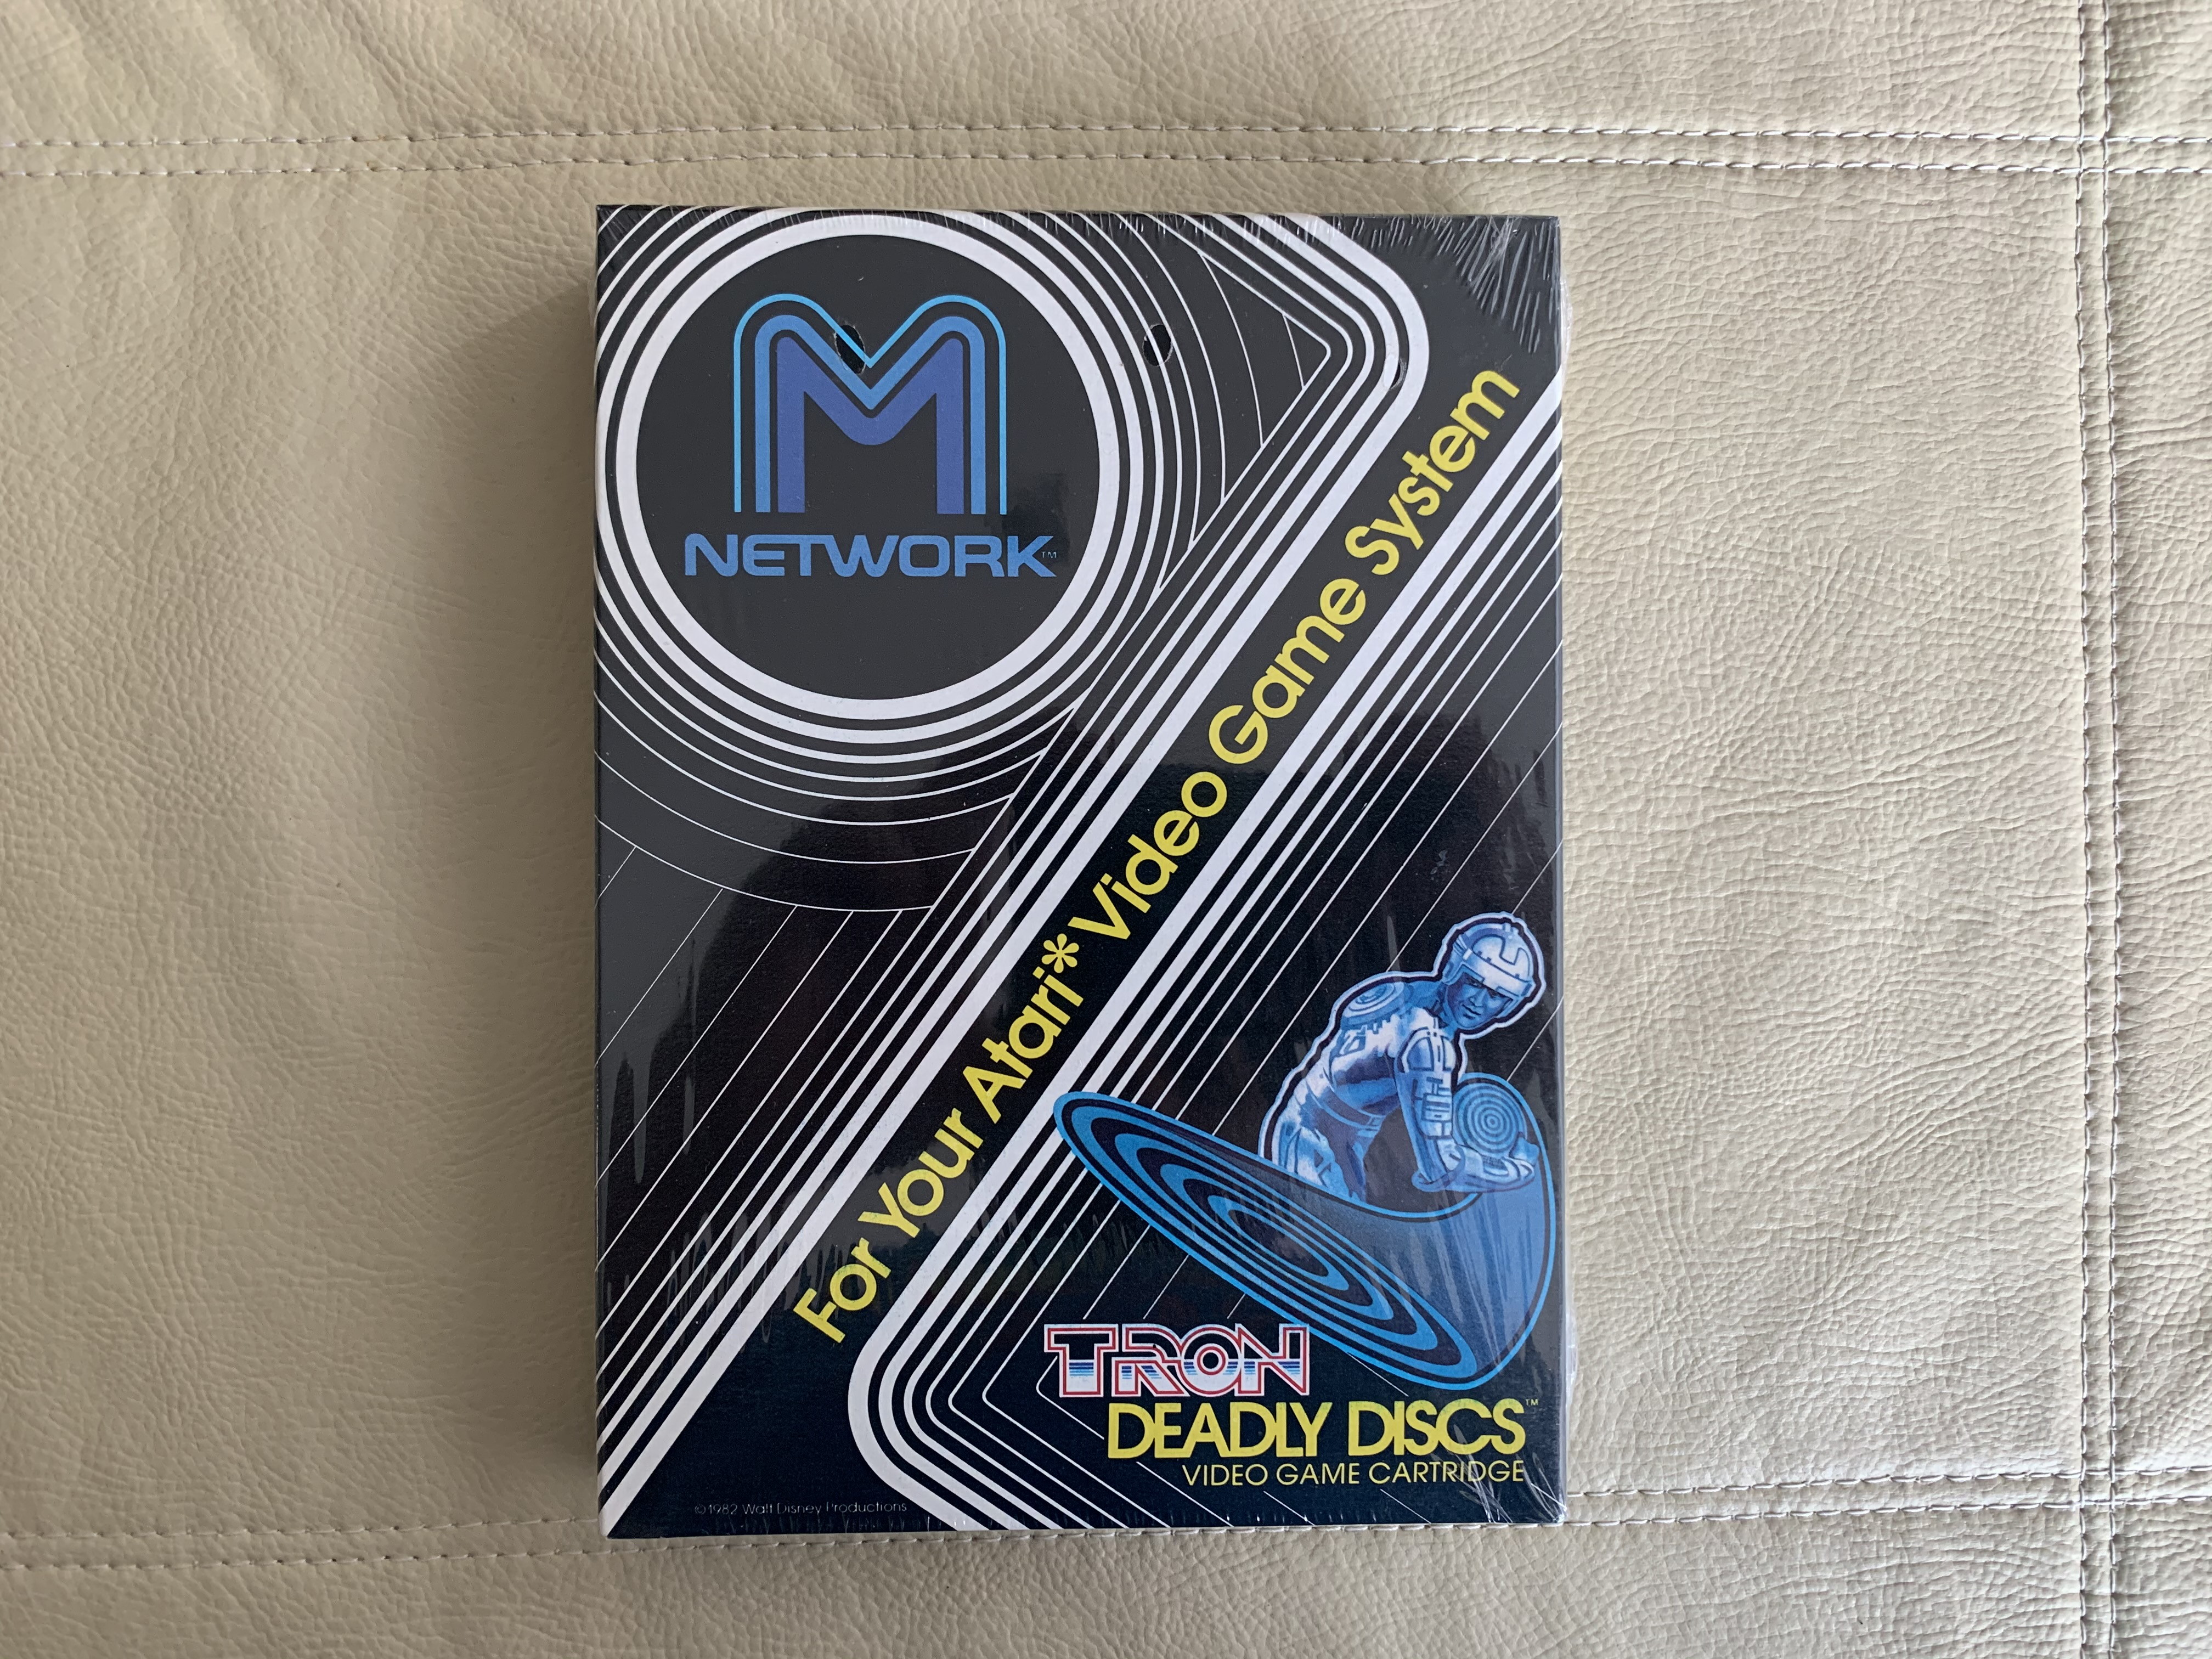 M
NETWORK™
For Your Atari* Video Game System
TRON
DEADLY DISCS™
VIDEO GAME CARTRIDGE
©1982 Walt Disney Productions